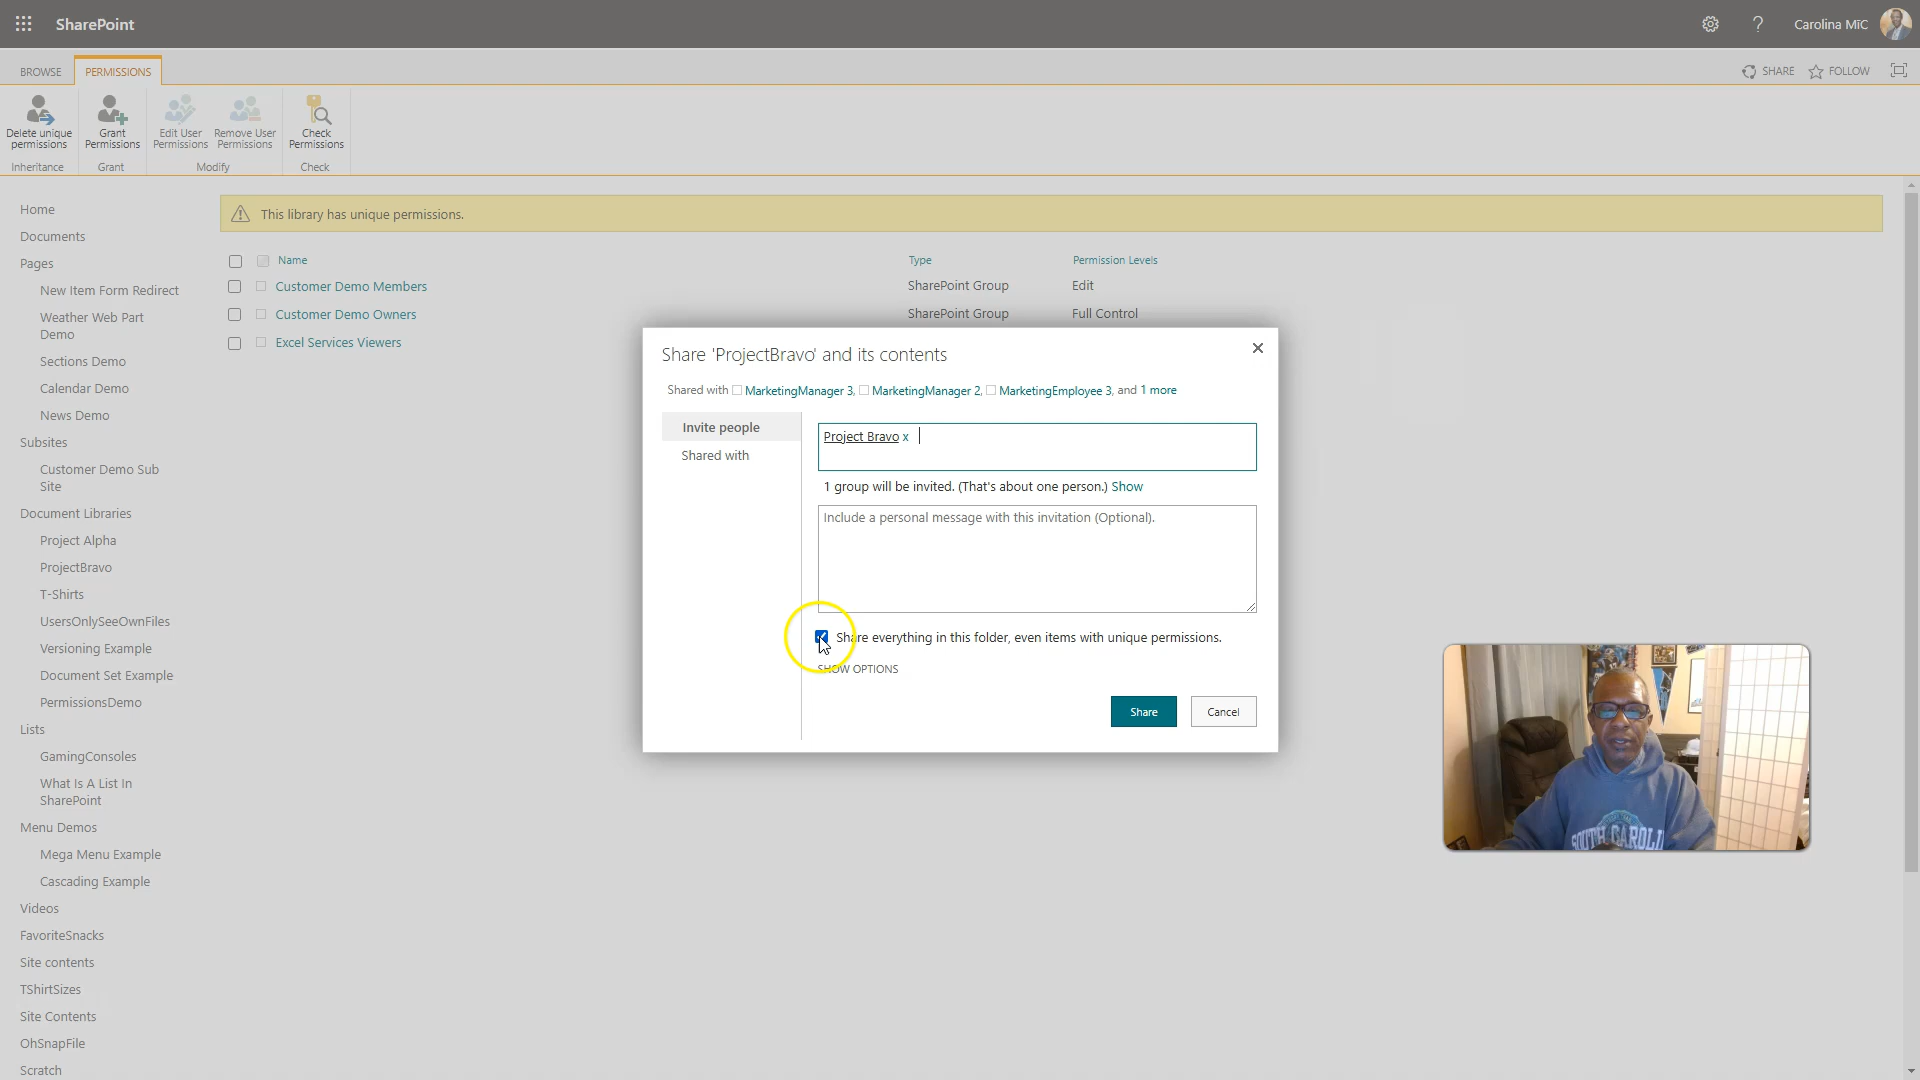 SharePoint
Carolina MiC
BROWSE
PERMISSIONS
SHARE
FOLLOW
Delete unique
permissions
Inheritance
Grant
Permissions
Grant
Edit User
Permissions
Remove User
Permissions
Modify
Check
Permissions
Check
Home
Documents
Pages
New Item Form Redirect
Weather Web Part
Demo
Sections Demo
Calendar Demo
News Demo
Subsites
Customer Demo Sub
Site
Document Libraries
Project Alpha
ProjectBravo
T-Shirts
UsersOnlySeeOwnFiles
Versioning Example
Document Set Example
PermissionsDemo
Lists
GamingConsoles
What Is A List In
SharePoint
Menu Demos
Mega Menu Example
Cascading Example
Videos
FavoriteSnacks
Site contents
TShirtSizes
Site Contents
OhSnapFile
Scratch
This library has unique permissions.
Name Type Permission Levels
Customer Demo Members SharePoint Group Edit
Customer Demo Owners SharePoint Group Full Control
Excel Services Viewers
Share 'ProjectBravo' and its contents
Shared with MarketingManager 3, MarketingManager 2, MarketingEmployee 3, and 1 more
Invite people
Shared with
Project Bravo x
1 group will be invited. (That's about one person.) Show
Include a personal message with this invitation (Optional).
Share everything in this folder, even items with unique permissions.
SHOW OPTIONS
Share
Cancel
SOUTH CAROLI